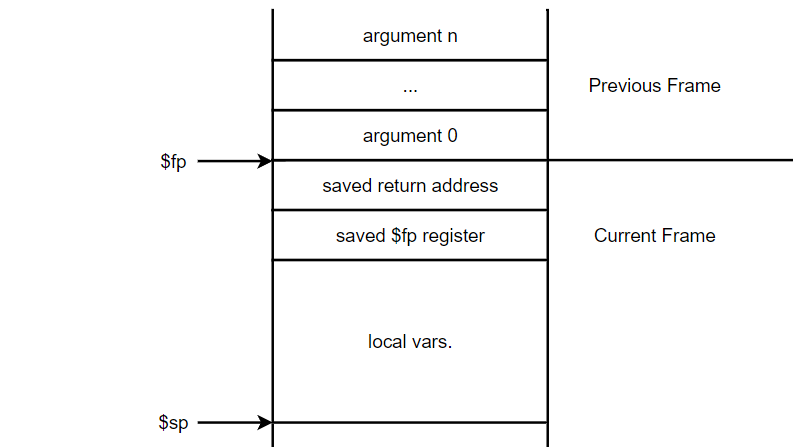 argument n
...
Previous Frame
argument 0
$fp
saved return address
saved $fp register
Current Frame
local vars.
$sp